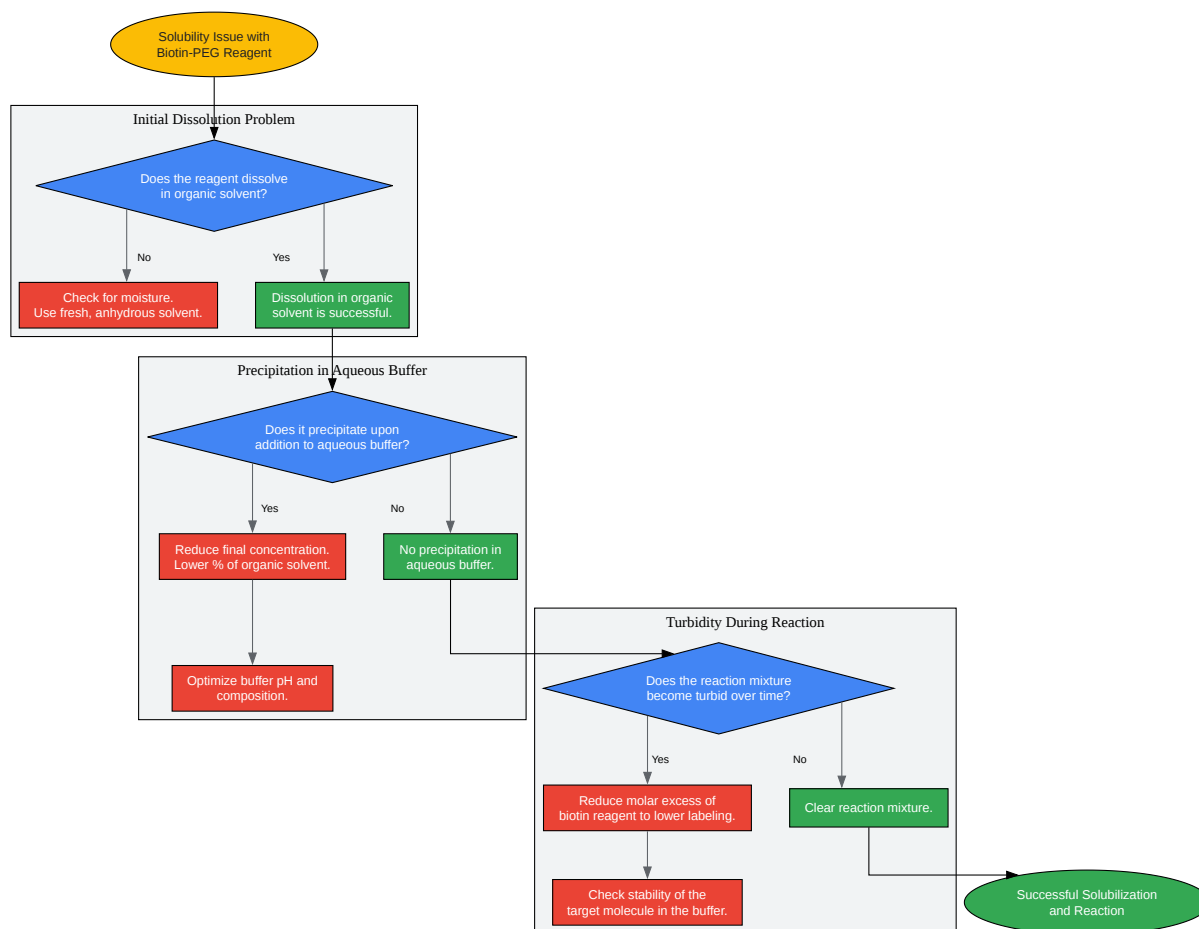 Solubility Issue with
Biotin-PEG Reagent
Initial Dissolution Problem
Does the reagent dissolve
in organic solvent?
No
Yes
Check for moisture.
Use fresh, anhydrous solvent.
Dissolution in organic
solvent is successful.
Precipitation in Aqueous Buffer
Does it precipitate upon
addition to aqueous buffer?
Yes
No
Reduce final concentration.
Lower % of organic solvent.
No precipitation in
aqueous buffer.
Optimize buffer pH and
composition.
Turbidity During Reaction
Does the reaction mixture
become turbid over time?
Yes
No
Reduce molar excess of
biotin reagent to lower labeling.
Clear reaction mixture.
Check stability of the
target molecule in the buffer.
Successful Solubilization
and Reaction